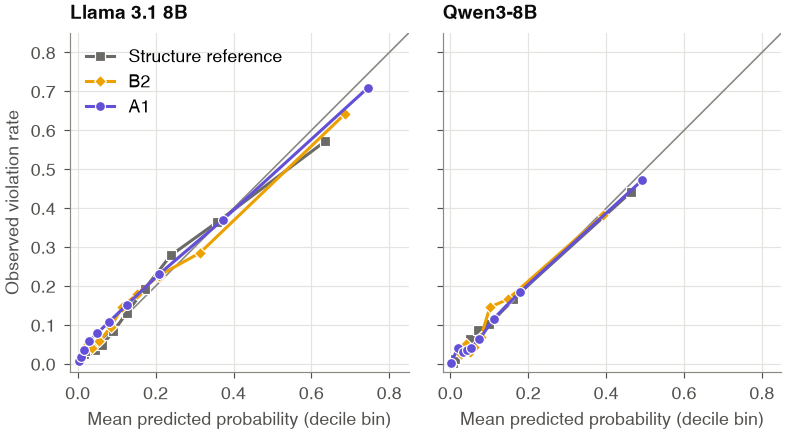 Llama 3.1 8B
Qwen3-8B
Structure reference
B2
A1
Observed violation rate
0.8
0.7
0.6
0.5
0.4
0.3
0.2
0.1
0.0
0.0 0.2 0.4 0.6 0.8
Mean predicted probability (decile bin)
0.0 0.2 0.4 0.6 0.8
Mean predicted probability (decile bin)